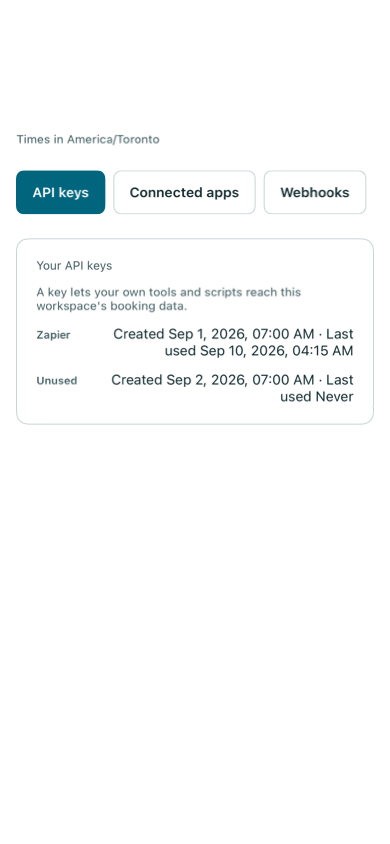 Times in America/Toronto
API keys
Connected apps
Webhooks
Your API keys
A key lets your own tools and scripts reach this
workspace's booking data.
Zapier
Created Sep 1, 2026, 07:00 AM · Last
used Sep 10, 2026, 04:15 AM
Unused
Created Sep 2, 2026, 07:00 AM · Last
used Never